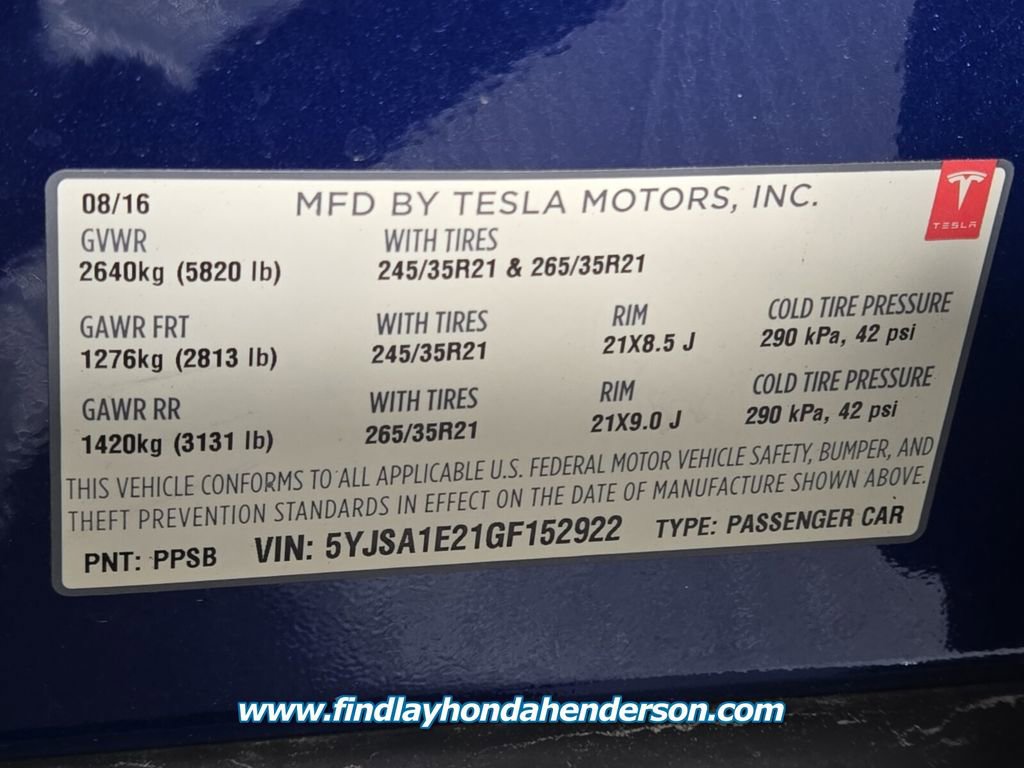 08/16 MFD BY TESLA MOTORS, INC.
TESLA
GVWR WITH TIRES
2640kg (5820 lb) 245/35R21 & 265/35R21
GAWR FRT WITH TIRES RIM COLD TIRE PRESSURE
1276kg (2813 lb) 245/35R21 21X8.5 J 290 kPa, 42 psi
GAWR RR WITH TIRES RIM COLD TIRE PRESSURE
1420kg (3131 lb) 265/35R21 21X9.0 J 290 kPa, 42 psi
THIS VEHICLE CONFORMS TO ALL APPLICABLE U.S. FEDERAL MOTOR VEHICLE SAFETY, BUMPER, AND
THEFT PREVENTION STANDARDS IN EFFECT ON THE DATE OF MANUFACTURE SHOWN ABOVE.
PNT: PPSB VIN: 5YJSA1E21GF152922 TYPE: PASSENGER CAR
www.findlayhondahenderson.com